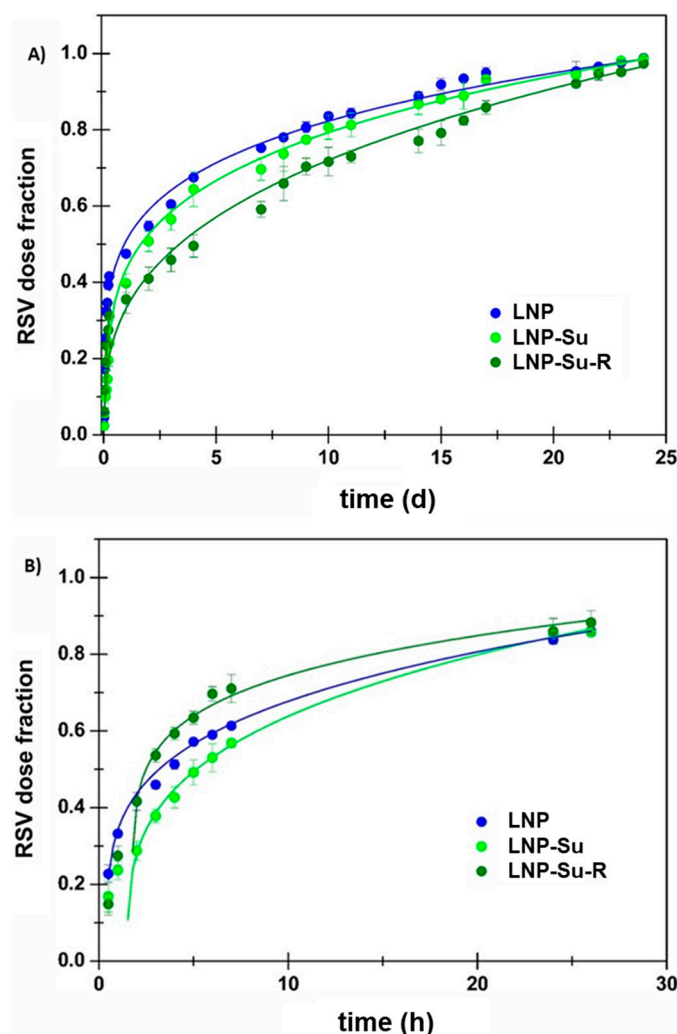 A)
1.0
0.8
0.6
0.4
0.2
0.0
RSV dose fraction
LNP
LNP-Su
LNP-Su-R
0
5
10
15
20
25
time (d)
B)
1.0
0.8
0.6
0.4
0.2
0.0
RSV dose fraction
LNP
LNP-Su
LNP-Su-R
0
10
20
30
time (h)